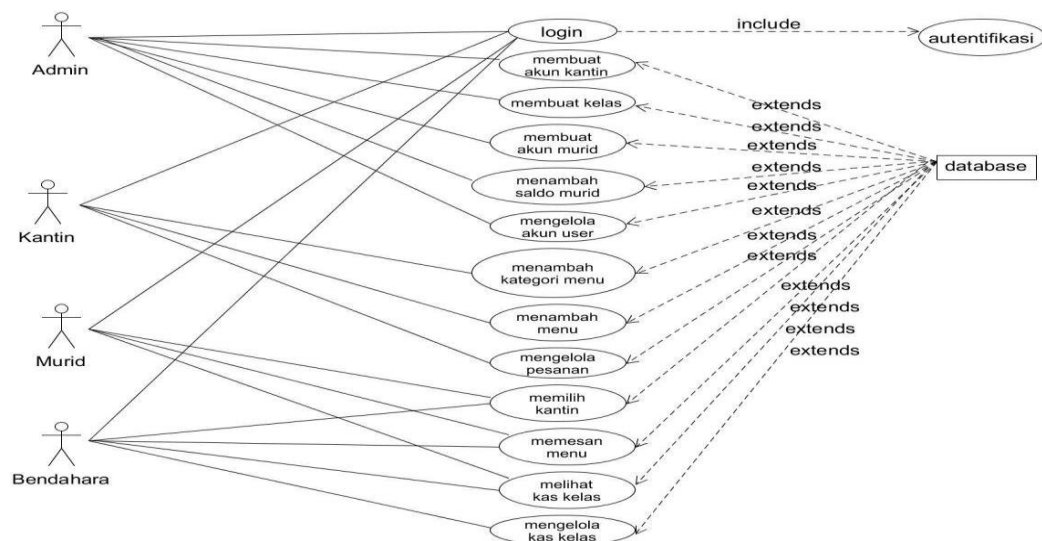 login
include
autentifikasi
Admin
membuat
akun kantin
membuat kelas
extends
extends
membuat
akun murid
extends
database
menambah
saldo murid
extends
extends
Kantin
mengelola
akun user
extends
extends
menambah
kategori menu
extends
extends
menambah
menu
extends
extends
Murid
mengelola
pesanan
extends
memilih
kantin
memesan
menu
Bendahara
melihat
kas kelas
mengelola
kas kelas